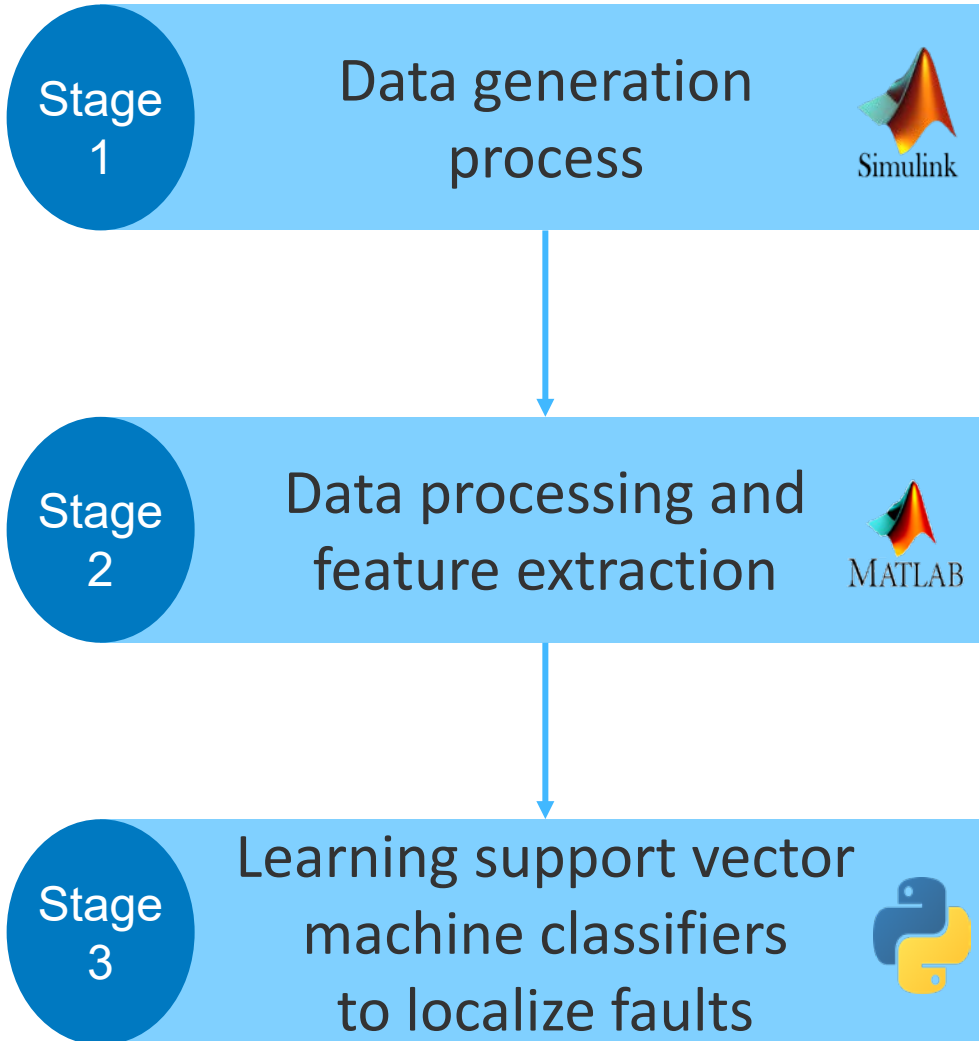 Stage
1
Data generation
process
Simulink
Stage
2
Data processing and
feature extraction
MATLAB
Stage
3
Learning support vector
machine classifiers
to localize faults